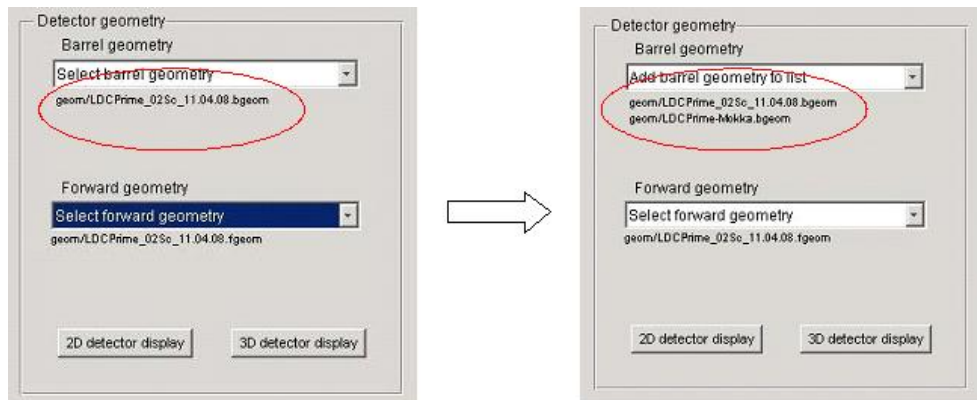 Detector geometry
Barrel geometry
Select barrel geometry
geom/LDCPrime_02Sc_11.04.08.bgeom
Forward geometry
Select forward geometry
geom/LDCPrime_02Sc_11.04.08.fgeom
2D detector display
3D detector display
Detector geometry
Barrel geometry
Add barrel geometry to list
geom/LDCPrime_02Sc_11.04.08.bgeom
geom/LDCPrime-Mokka.bgeom
Forward geometry
Select forward geometry
geom/LDCPrime_02Sc_11.04.08.fgeom
2D detector display
3D detector display